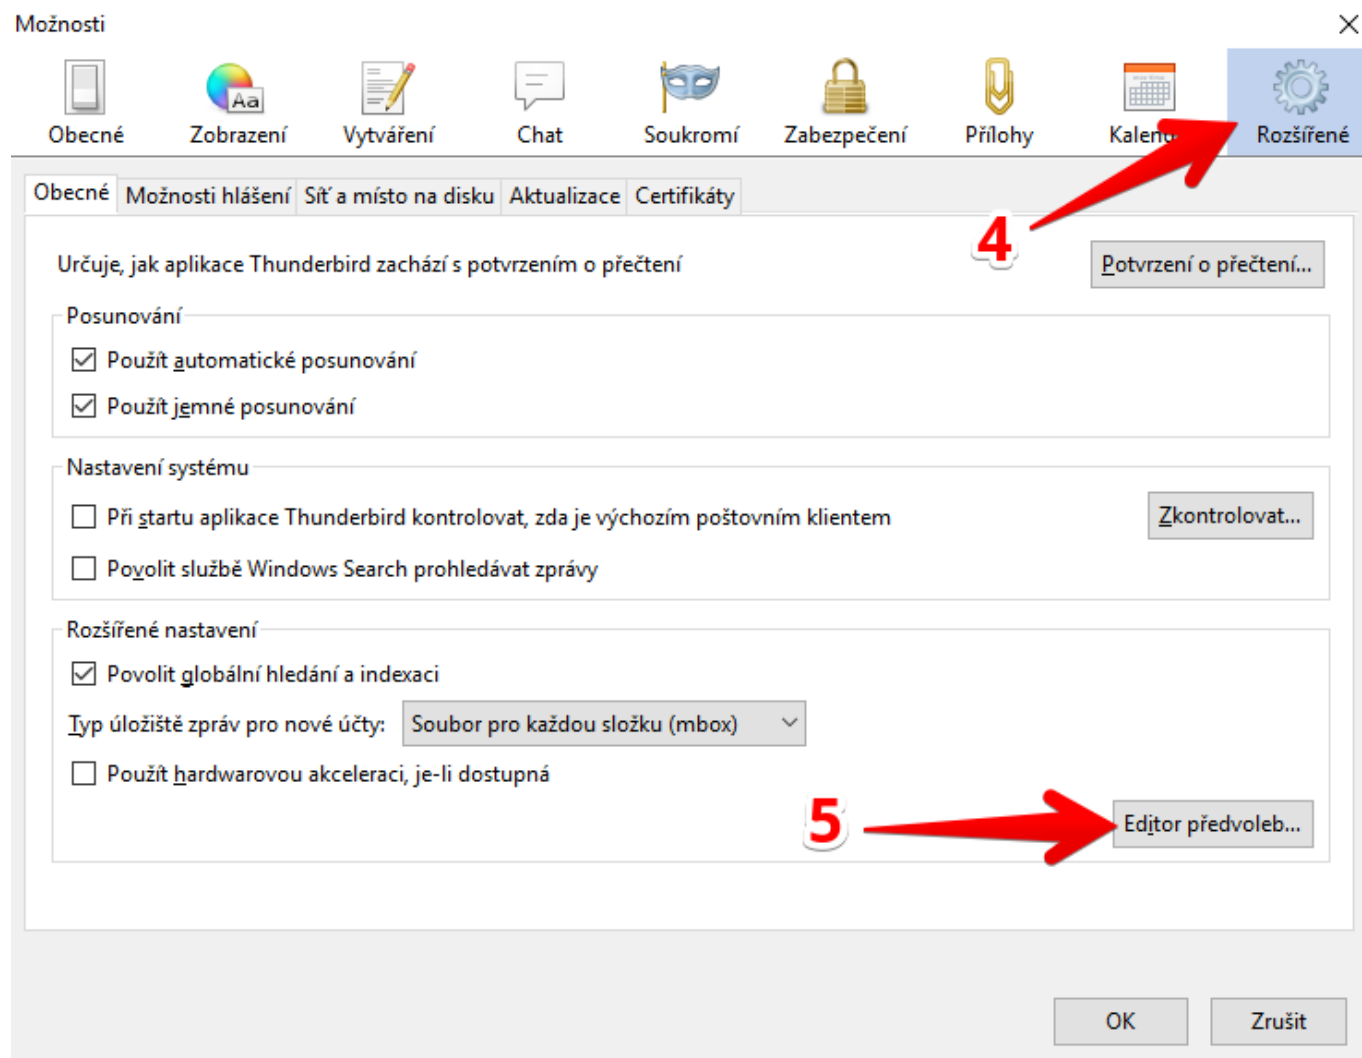 Možnosti
Aa
Obecné Zobrazení Vytváření Chat Soukromí Zabezpečení Přílohy Kalend Rozšířené
Obecné Možnosti hlášení Síť a místo na disku Aktualizace Certifikáty
4
Určuje, jak aplikace Thunderbird zachází s potvrzením o přečtení Potvrzení o přečtení...
Posunování
Použít automatické posunování
Použít jemné posunování
Nastavení systému
Při startu aplikace Thunderbird kontrolovat, zda je výchozím poštovním klientem Zkontrolovat...
Povolit službě Windows Search prohledávat zprávy
Rozšířené nastavení
Povolit globální hledání a indexaci
Typ úložiště zpráv pro nové účty: Soubor pro každou složku (mbox)
Použít hardwarovou akceleraci, je-li dostupná
5 Editor předvoleb...
OK Zrušit